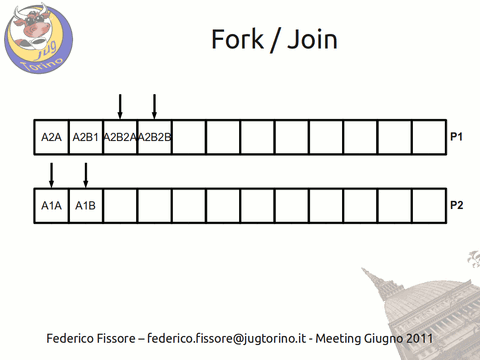 jug
Torino
Fork / Join
A2A A2B1 A2B2A A2B2B P1
A1A A1B P2
Federico Fissore – federico.fissore@jugtorino.it - Meeting Giugno 2011